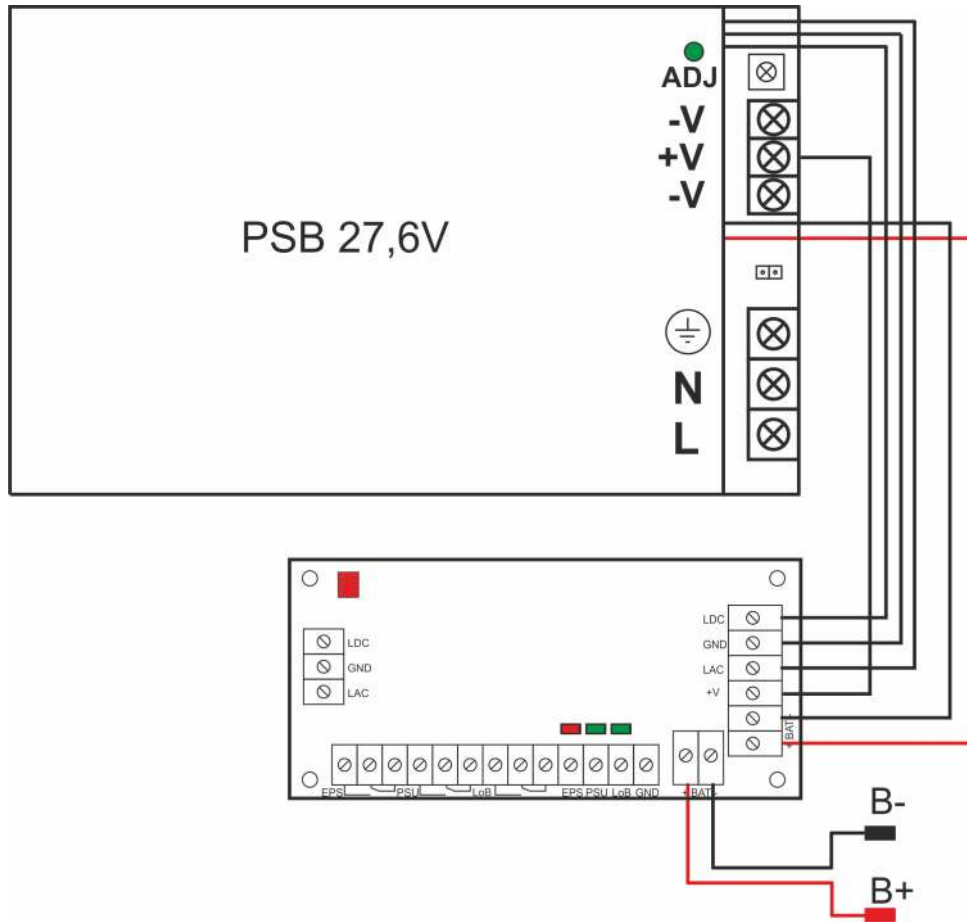 ADJ
-V
+V
-V
PSB 27,6V
N
L
LDC
GND
LAC
+V
+ BAT -
LDC
GND
LAC
EPS PSU LoB EPS PSU LoB GND + BAT -
B-
B+